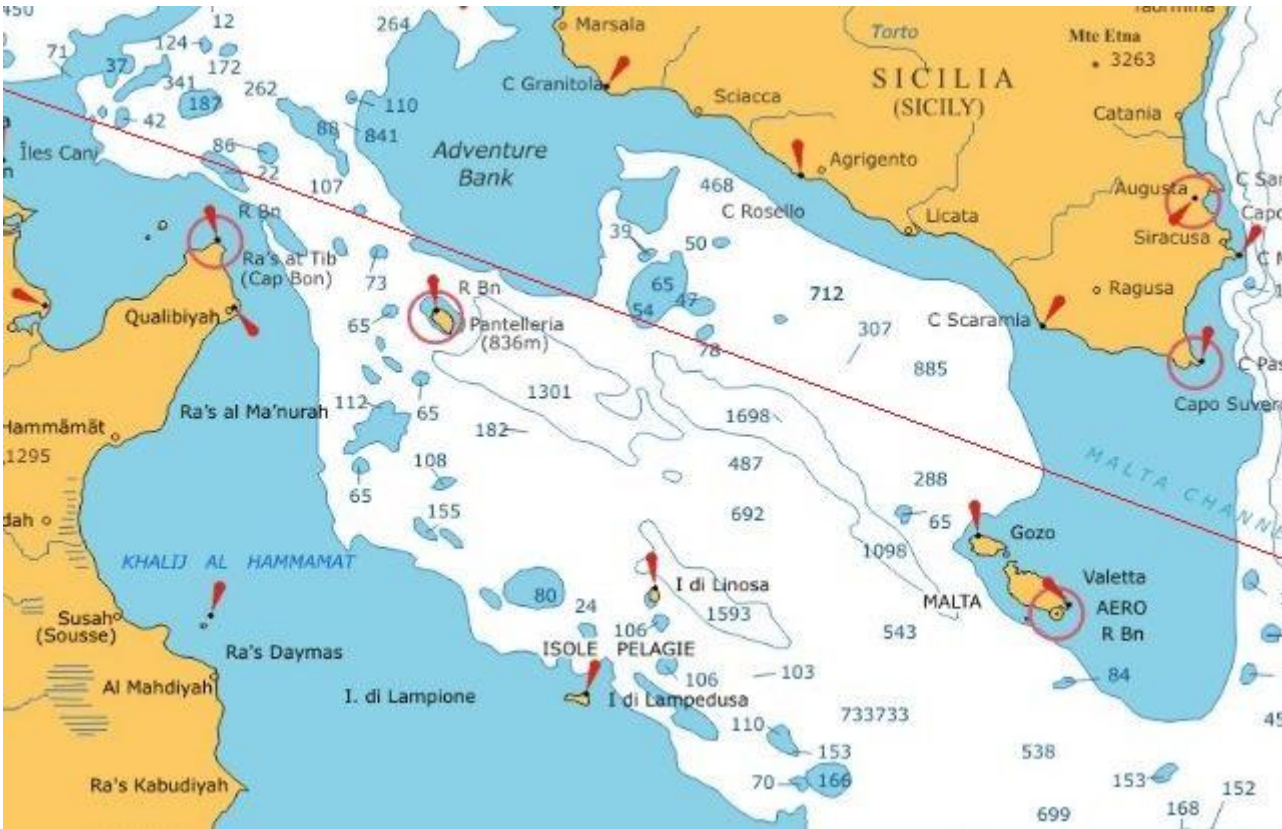 450
12
264
Marsala
Torto
Taormina
Mte Etna
3263
71
124
37
172
341
262
C Granitola
SICILIA
(SICILY)
187
110
Sciacca
Catania
42
88
841
Îles Cani
86
Adventure
Bank
Agrigento
22
107
468
Augusta
C Rosello
R Bn
Licata
39
50
Siracusa
Ra's at Tib
(Cap Bon)
73
65
712
Ragusa
R Bn
47
Qualibiyah
54
65
Pantelleria
(836m)
307
C Scaramia
78
885
1301
112
65
Ra's al Ma'nurah
1698
Hammâmât
182
1295
487
MALTA CHANN
108
288
65
155
692
65
Gozo
1098
KHALIJ AL HAMMAMAT
I di Linosa
Valetta
80
24
MALTA
AERO
1593
Susah
(Sousse)
106
543
R Bn
ISOLE PELAGIE
Ra's Daymas
106
103
84
Al Mahdiyah
I. di Lampione
I di Lampedusa
733733
110
45
153
538
Ra's Kabudiyah
70
166
153
152
699
168